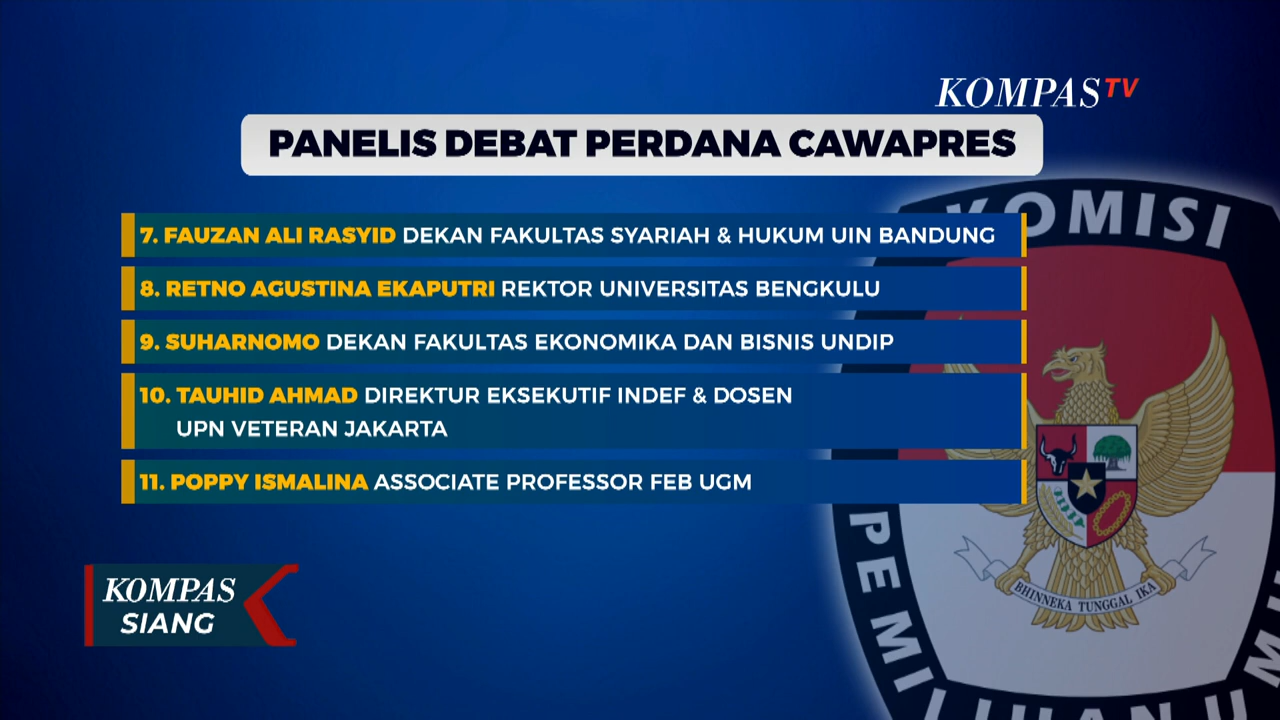 KOMPASTV
PANELIS DEBAT PERDANA CAWAPRES
7. FAUZAN ALI RASYID DEKAN FAKULTAS SYARIAH & HUKUM UIN BANDUNG
8. RETNO AGUSTINA EKAPUTRI REKTOR UNIVERSITAS BENGKULU
9. SUHARNOMO DEKAN FAKULTAS EKONOMIKA DAN BISNIS UNDIP
10. TAUHID AHMAD DIREKTUR EKSEKUTIF INDEF & DOSEN
UPN VETERAN JAKARTA
11. POPPY ISMALINA ASSOCIATE PROFESSOR FEB UGM
KOMISI
PEMILIHAN UMUM
BHINNEKA TUNGGAL IKA
KOMPAS
SIANG